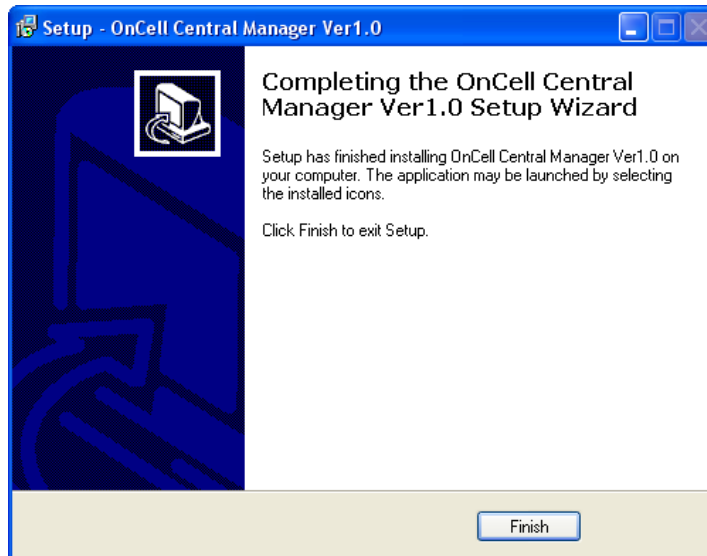 Setup - OnCell Central Manager Ver1.0
Completing the OnCell Central
Manager Ver1.0 Setup Wizard
Setup has finished installing OnCell Central Manager Ver1.0 on
your computer. The application may be launched by selecting
the installed icons.
Click Finish to exit Setup.
Finish